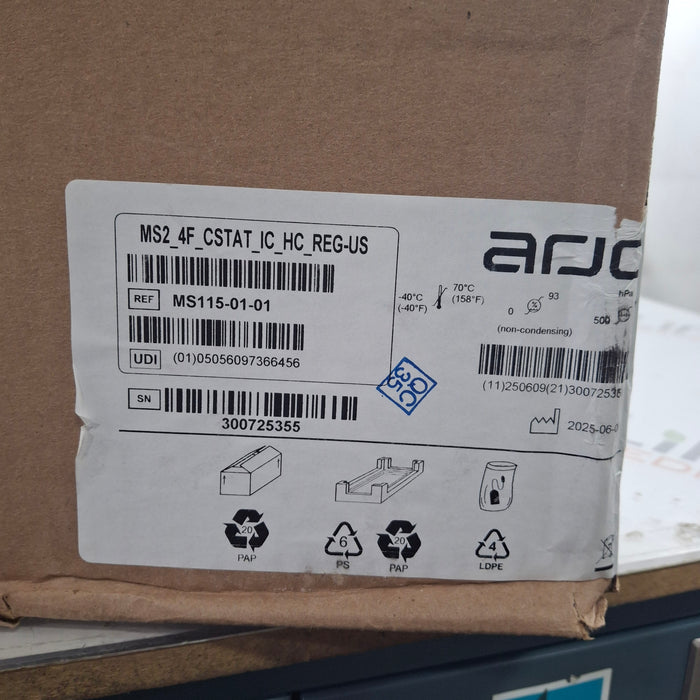 MS2_4F_CSTAT_IC_HC_REG-US
arjo
REF MS115-01-01
UDI (01)05056097366456
SN 300725355
-40°C
(-40°F)
70°C
(158°F)
0 % 93
(non-condensing)
hPa
500
(11)250609(21)30072535
2025-06-0
QC
35
20
PAP
6
PS
20
PAP
4
LDPE